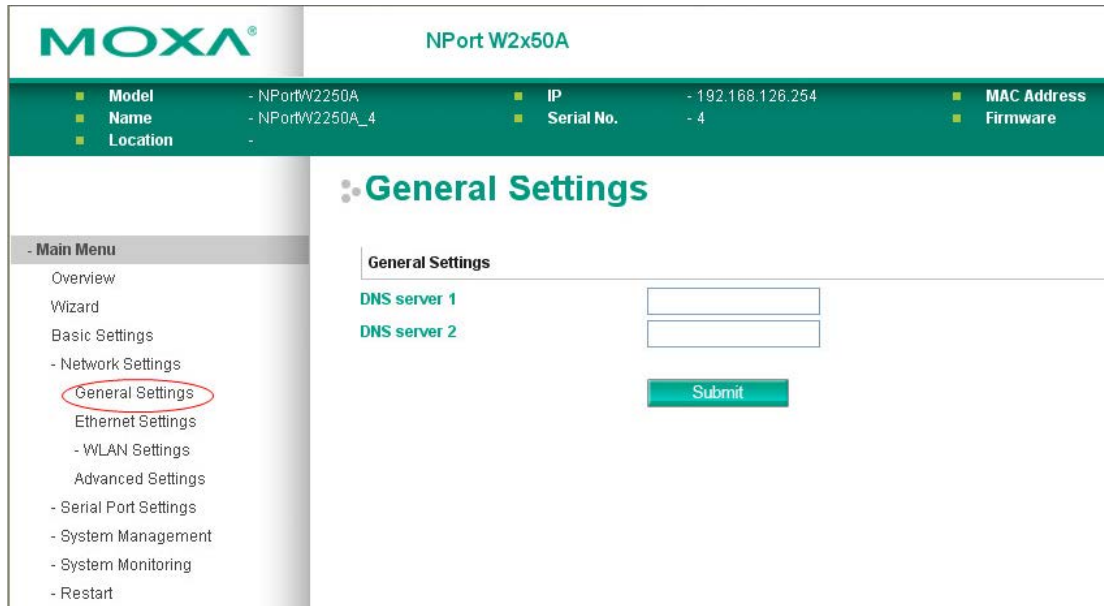 MOXA®
NPort W2x50A
Model - NPortW2250A
Name - NPortW2250A_4
Location -
IP - 192.168.126.254
Serial No. - 4
MAC Address
Firmware
- Main Menu
Overview
Wizard
Basic Settings
- Network Settings
General Settings
Ethernet Settings
- WLAN Settings
Advanced Settings
- Serial Port Settings
- System Management
- System Monitoring
- Restart
General Settings
General Settings
DNS server 1
DNS server 2
Submit